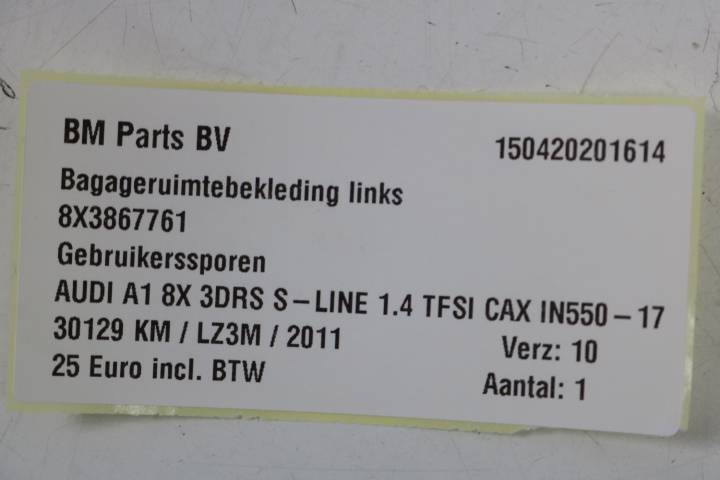 BM Parts BV 150420201614
Bagageruimtebekleding links
8X3867761
Gebruikerssporen
AUDI A1 8X 3DRS S-LINE 1.4 TFSI CAX IN550-17
30129 KM / LZ3M / 2011 Verz: 10
25 Euro incl. BTW Aantal: 1